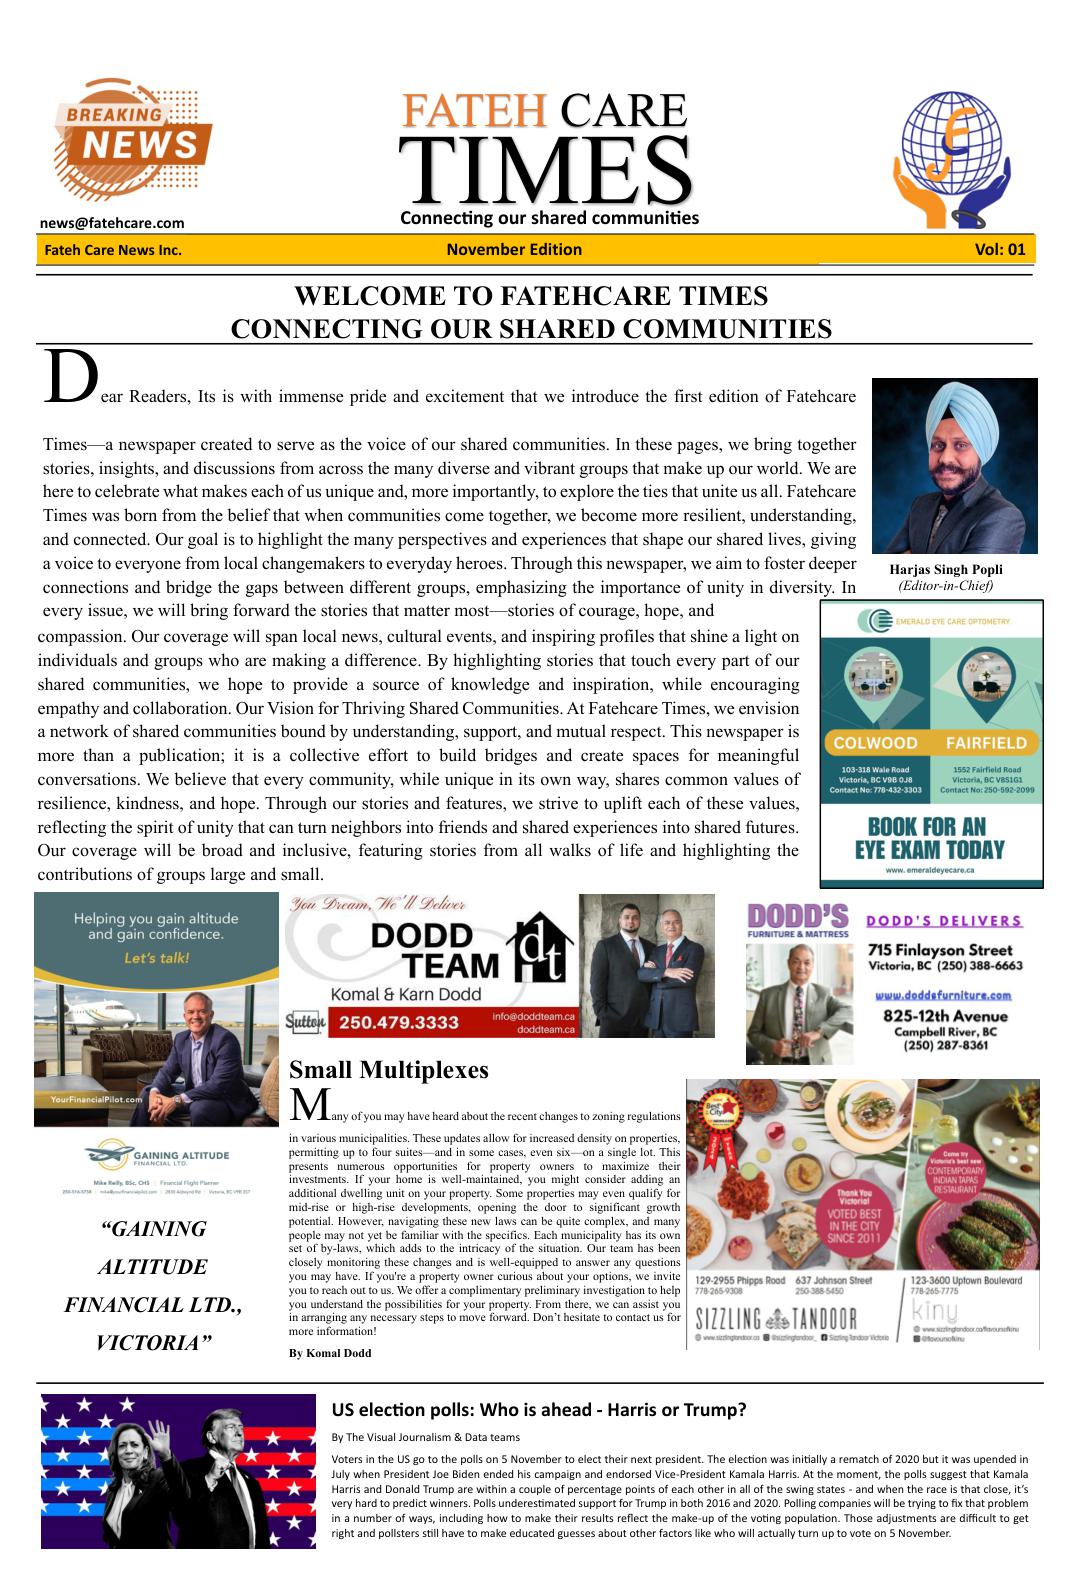 BREAKING
NEWS
news@fatehcare.com
FATEH CARE
TIMES
Connecting our shared communities
Fateh Care News Inc.
November Edition
Vol: 01
WELCOME TO FATEHCARE TIMES
CONNECTING OUR SHARED COMMUNITIES
Dear Readers, Its is with immense pride and excitement that we introduce the first edition of Fatehcare
Times—a newspaper created to serve as the voice of our shared communities. In these pages, we bring together
stories, insights, and discussions from across the many diverse and vibrant groups that make up our world. We are
here to celebrate what makes each of us unique and, more importantly, to explore the ties that unite us all. Fatehcare
Times was born from the belief that when communities come together, we become more resilient, understanding,
and connected. Our goal is to highlight the many perspectives and experiences that shape our shared lives, giving
a voice to everyone from local changemakers to everyday heroes. Through this newspaper, we aim to foster deeper
connections and bridge the gaps between different groups, emphasizing the importance of unity in diversity. In
every issue, we will bring forward the stories that matter most—stories of courage, hope, and
compassion. Our coverage will span local news, cultural events, and inspiring profiles that shine a light on
individuals and groups who are making a difference. By highlighting stories that touch every part of our
shared communities, we hope to provide a source of knowledge and inspiration, while encouraging
empathy and collaboration. Our Vision for Thriving Shared Communities. At Fatehcare Times, we envision
a network of shared communities bound by understanding, support, and mutual respect. This newspaper is
more than a publication; it is a collective effort to build bridges and create spaces for meaningful
conversations. We believe that every community, while unique in its own way, shares common values of
resilience, kindness, and hope. Through our stories and features, we strive to uplift each of these values,
reflecting the spirit of unity that can turn neighbors into friends and shared experiences into shared futures.
Our coverage will be broad and inclusive, featuring stories from all walks of life and highlighting the
contributions of groups large and small.
Harjas Singh Popli
(Editor-in-Chief)
EMERALD EYE CARE OPTOMETRY
COLWOOD
103-318 Wale Road
Victoria, BC V9B 0J8
Contact No: 778-432-3303
FAIRFIELD
1552 Fairfield Road
Victoria, BC V8S1G1
Contact No: 250-592-2099
BOOK FOR AN
EYE EXAM TODAY
www. emeraldeyecare.ca
Helping you gain altitude
and gain confidence.
Let's talk!
YourFinancialPilot.com
GAINING ALTITUDE
FINANCIAL LTD.
Mike Reilly, BSc, CHS | Financial Flight Planner
“GAINING
ALTITUDE
FINANCIAL LTD.,
VICTORIA”
You Dream, We'll Deliver
DODD
TEAM
dt
Komal & Karn Dodd
Sutton
250.479.3333
info@doddteam.ca
doddteam.ca
DODD'S
FURNITURE & MATTRESS
DODD'S DELIVERS
715 Finlayson Street
Victoria, BC (250) 388-6663
www.doddsfurniture.com
825-12th Avenue
Campbell River, BC
(250) 287-8361
Small Multiplexes
Many of you may have heard about the recent changes to zoning regulations
in various municipalities. These updates allow for increased density on properties,
permitting up to four suites—and in some cases, even six—on a single lot. This
presents numerous opportunities for property owners to maximize their
investments. If your home is well-maintained, you might consider adding an
additional dwelling unit on your property. Some properties may even qualify for
mid-rise or high-rise developments, opening the door to significant growth
potential. However, navigating these new laws can be quite complex, and many
people may not yet be familiar with the specifics. Each municipality has its own
set of by-laws, which adds to the intricacy of the situation. Our team has been
closely monitoring these changes and is well-equipped to answer any questions
you may have. If you're a property owner curious about your options, we invite
you to reach out to us. We offer a complimentary preliminary investigation to help
you understand the possibilities for your property. From there, we can assist you
in arranging any necessary steps to move forward. Don’t hesitate to contact us for
more information!
By Komal Dodd
Best
City
Thank You
Victoria!
VOTED BEST
IN THE CITY
SINCE 2011
Come try
Victoria's best new
CONTEMPORARY
INDIAN TAPAS
RESTAURANT
129-2955 Phipps Road
778-265-9308
637 Johnson Street
250-388-5450
SIZZLING TANDOOR
www.sizzlingtandoor.ca @sizzlingtandoor_ Sizzling Tandoor Victoria
123-3600 Uptown Boulevard
778-265-7775
kinu
www.sizzlingtandoor.ca/flavoursofkinu
@flavoursofkinu
US election polls: Who is ahead - Harris or Trump?
By The Visual Journalism & Data teams
Voters in the US go to the polls on 5 November to elect their next president. The election was initially a rematch of 2020 but it was upended in
July when President Joe Biden ended his campaign and endorsed Vice-President Kamala Harris. At the moment, the polls suggest that Kamala
Harris and Donald Trump are within a couple of percentage points of each other in all of the swing states - and when the race is that close, it’s
very hard to predict winners. Polls underestimated support for Trump in both 2016 and 2020. Polling companies will be trying to fix that problem
in a number of ways, including how to make their results reflect the make-up of the voting population. Those adjustments are difficult to get
right and pollsters still have to make educated guesses about other factors like who will actually turn up to vote on 5 November.